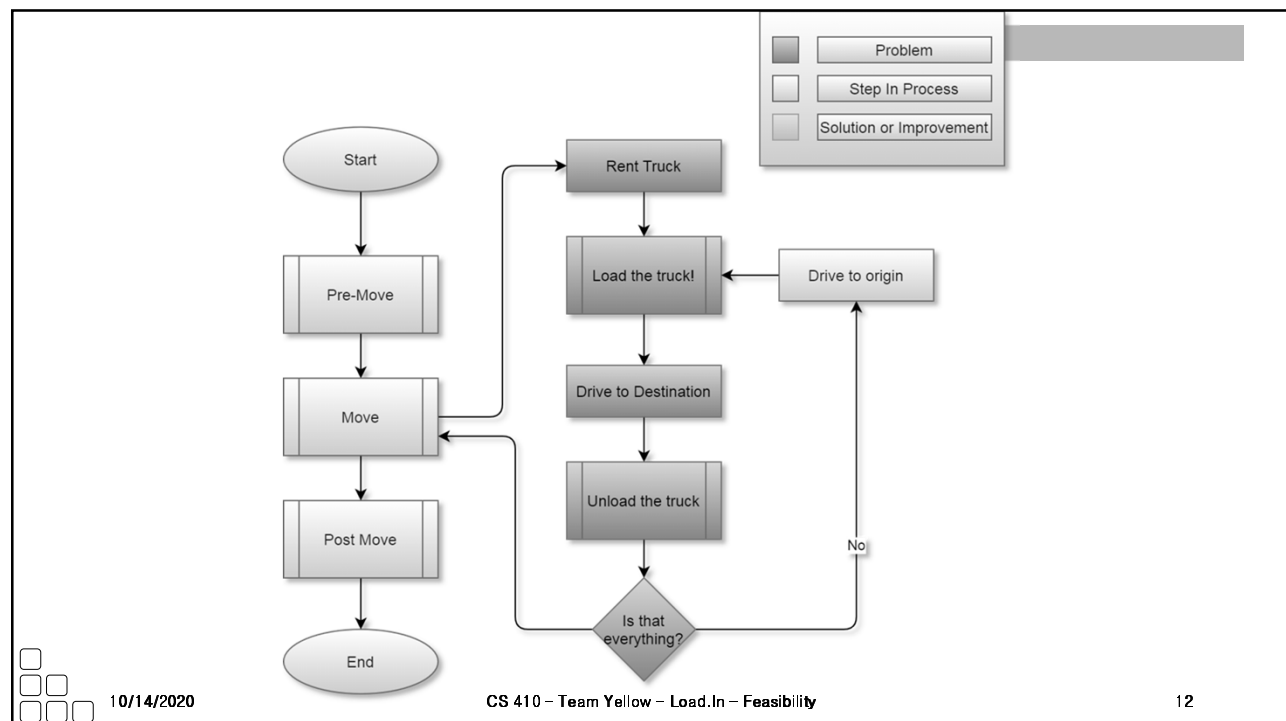 Problem
Step In Process
Solution or Improvement
Start
Rent Truck
Pre-Move
Load the truck!
Drive to origin
Move
Drive to Destination
Post Move
Unload the truck
No
Is that
everything?
End
10/14/2020
CS 410 – Team Yellow – Load.In – Feasibility
12